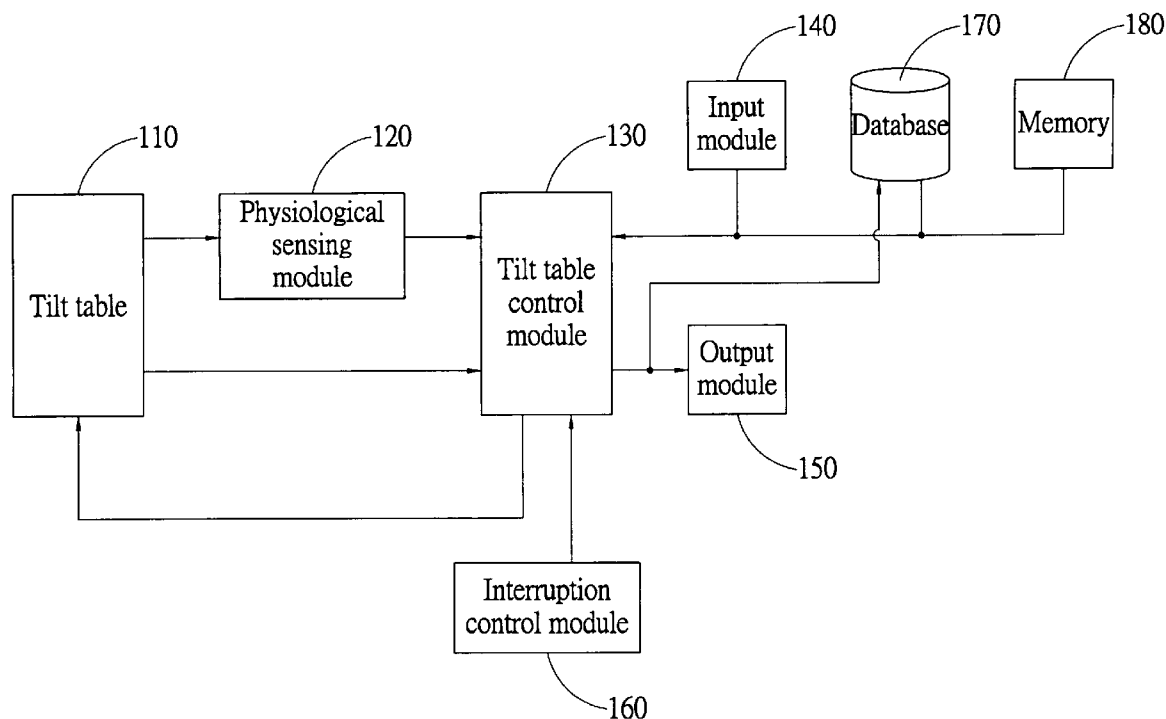 140
170
180
Input
module
Database
Memory
110
120
130
Tilt table
Physiological
sensing
module
Tilt table
control
module
Output
module
150
Interruption
control module
160